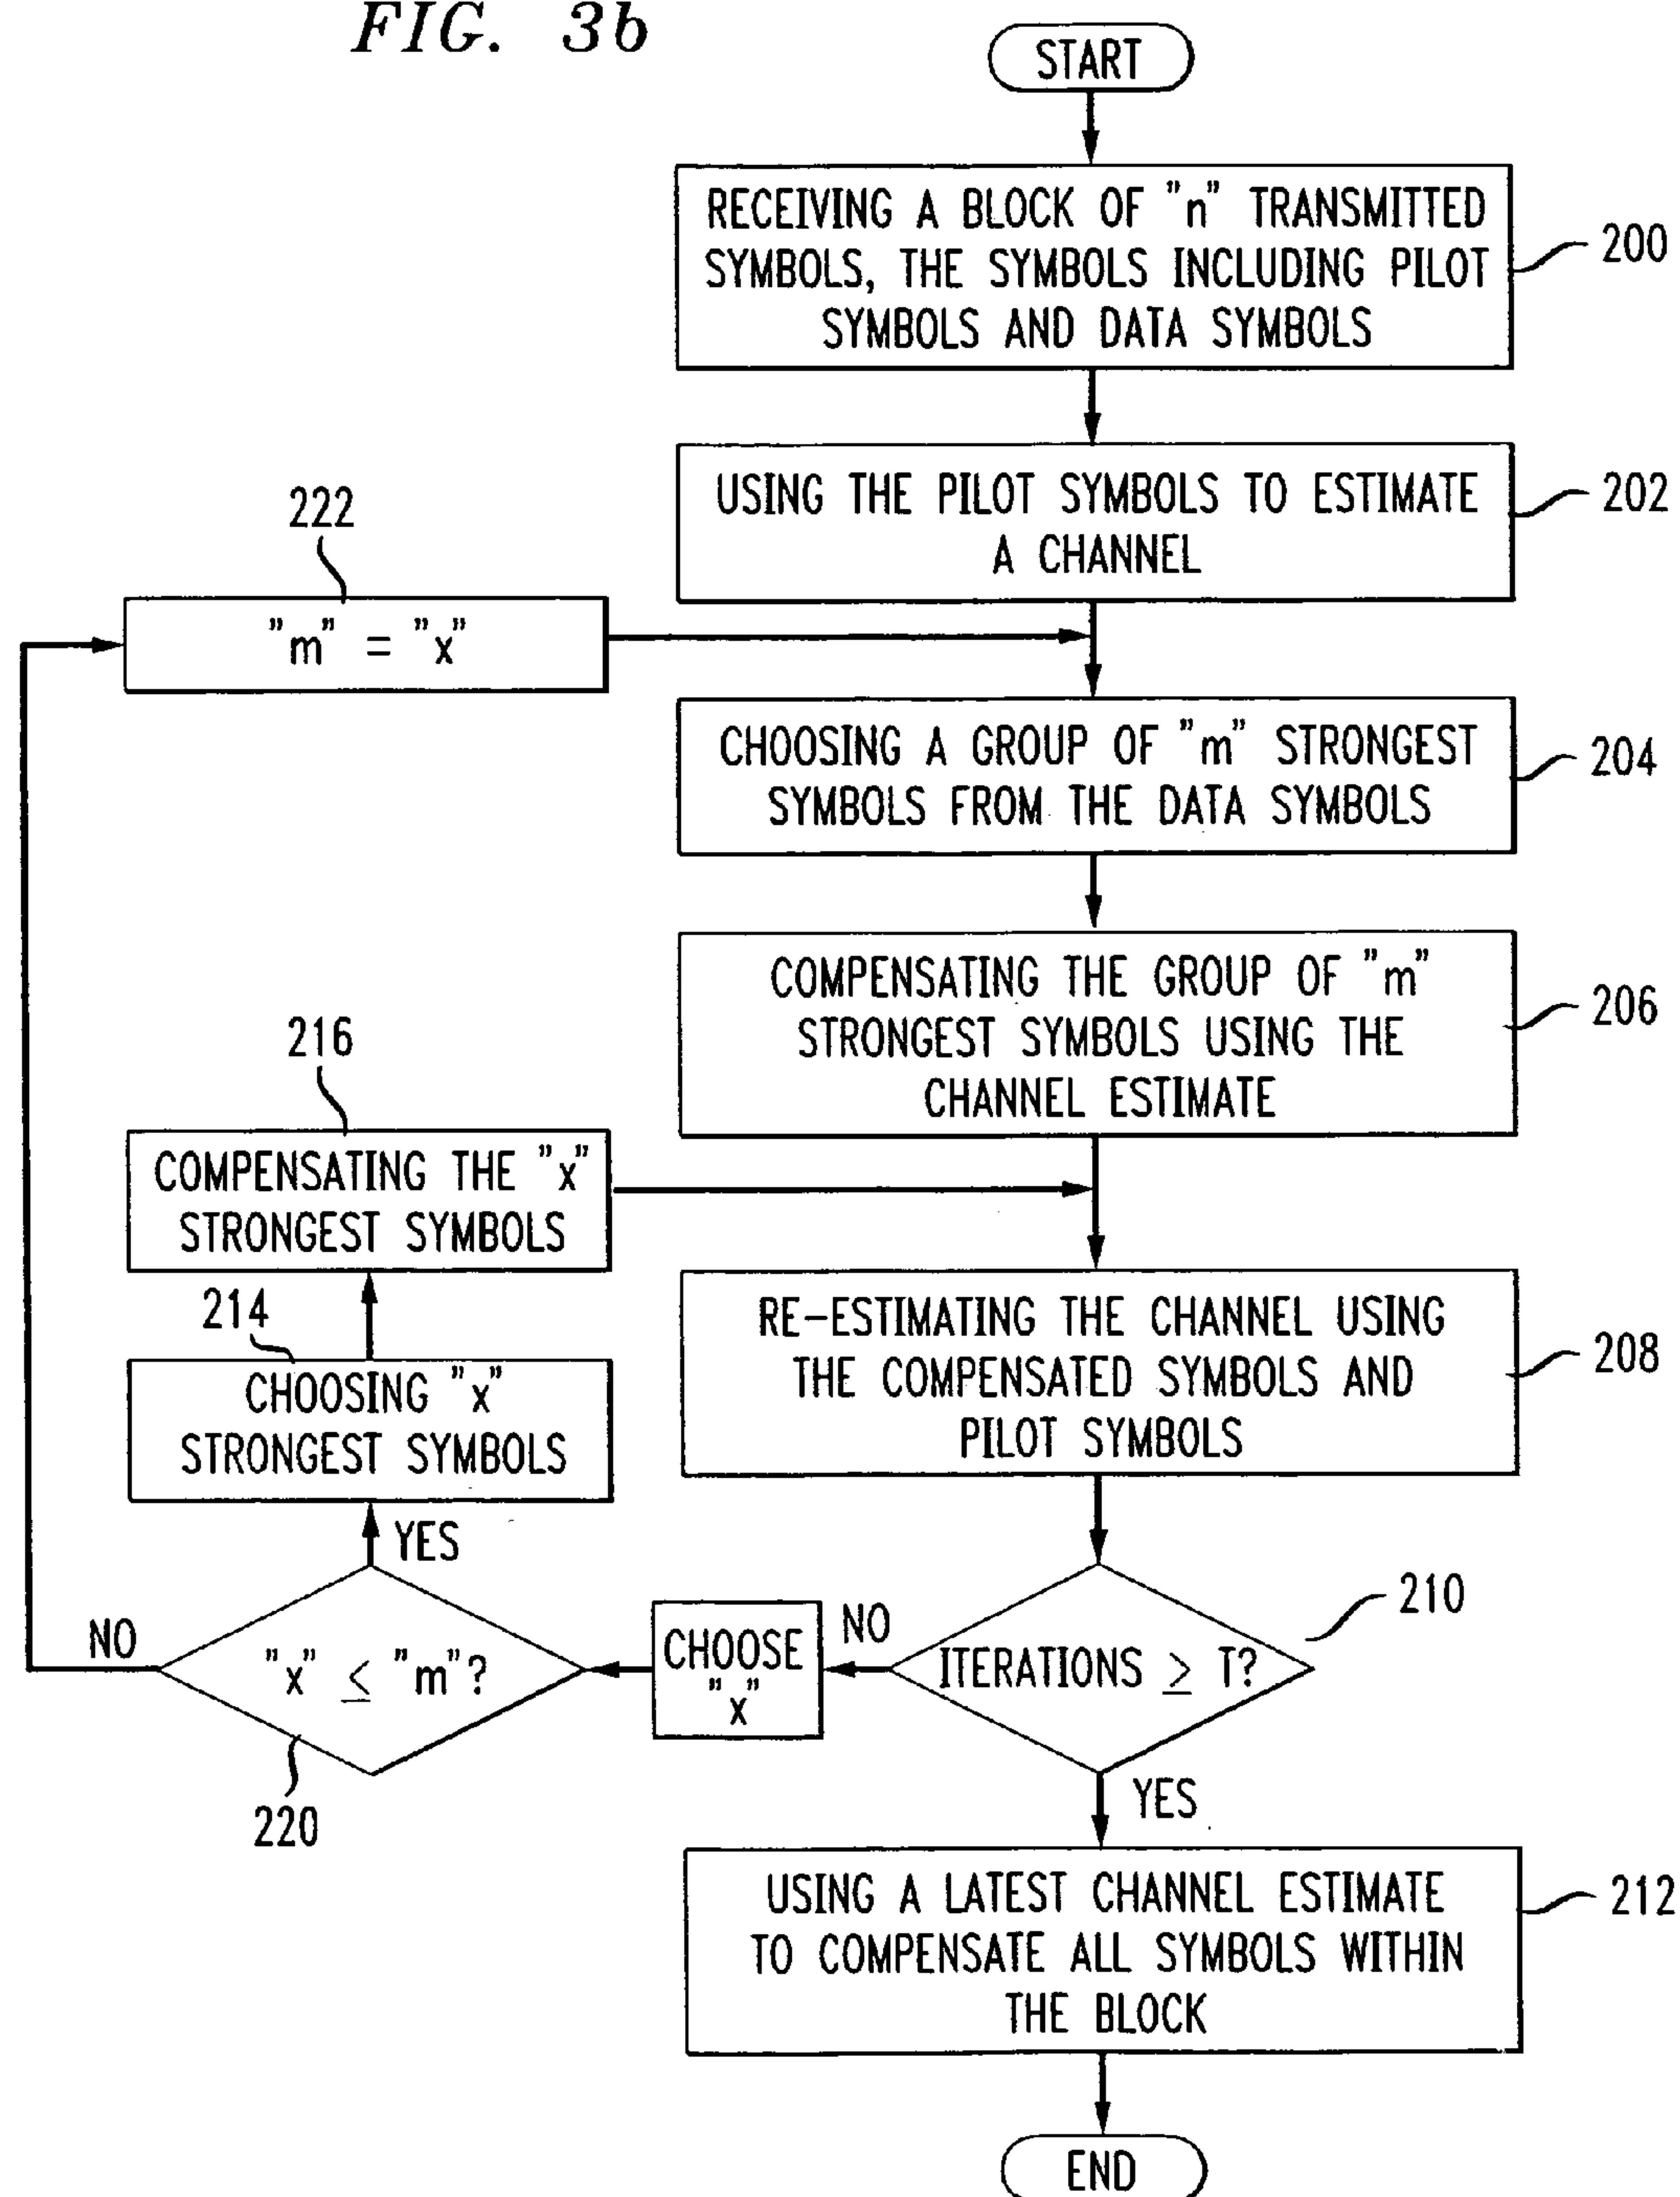 FIG. 3b
START
RECEIVING A BLOCK OF "n" TRANSMITTED
SYMBOLS, THE SYMBOLS INCLUDING PILOT
SYMBOLS AND DATA SYMBOLS
200
USING THE PILOT SYMBOLS TO ESTIMATE
A CHANNEL
202
222
"m" = "x"
CHOOSING A GROUP OF "m" STRONGEST
SYMBOLS FROM THE DATA SYMBOLS
204
COMPENSATING THE GROUP OF "m"
STRONGEST SYMBOLS USING THE
CHANNEL ESTIMATE
206
216
COMPENSATING THE "x"
STRONGEST SYMBOLS
214
CHOOSING "x"
STRONGEST SYMBOLS
RE-ESTIMATING THE CHANNEL USING
THE COMPENSATED SYMBOLS AND
PILOT SYMBOLS
208
YES
NO
"x" ≤ "m"?
220
CHOOSE
"x"
NO
ITERATIONS ≥ T?
210
YES
USING A LATEST CHANNEL ESTIMATE
TO COMPENSATE ALL SYMBOLS WITHIN
THE BLOCK
212
END